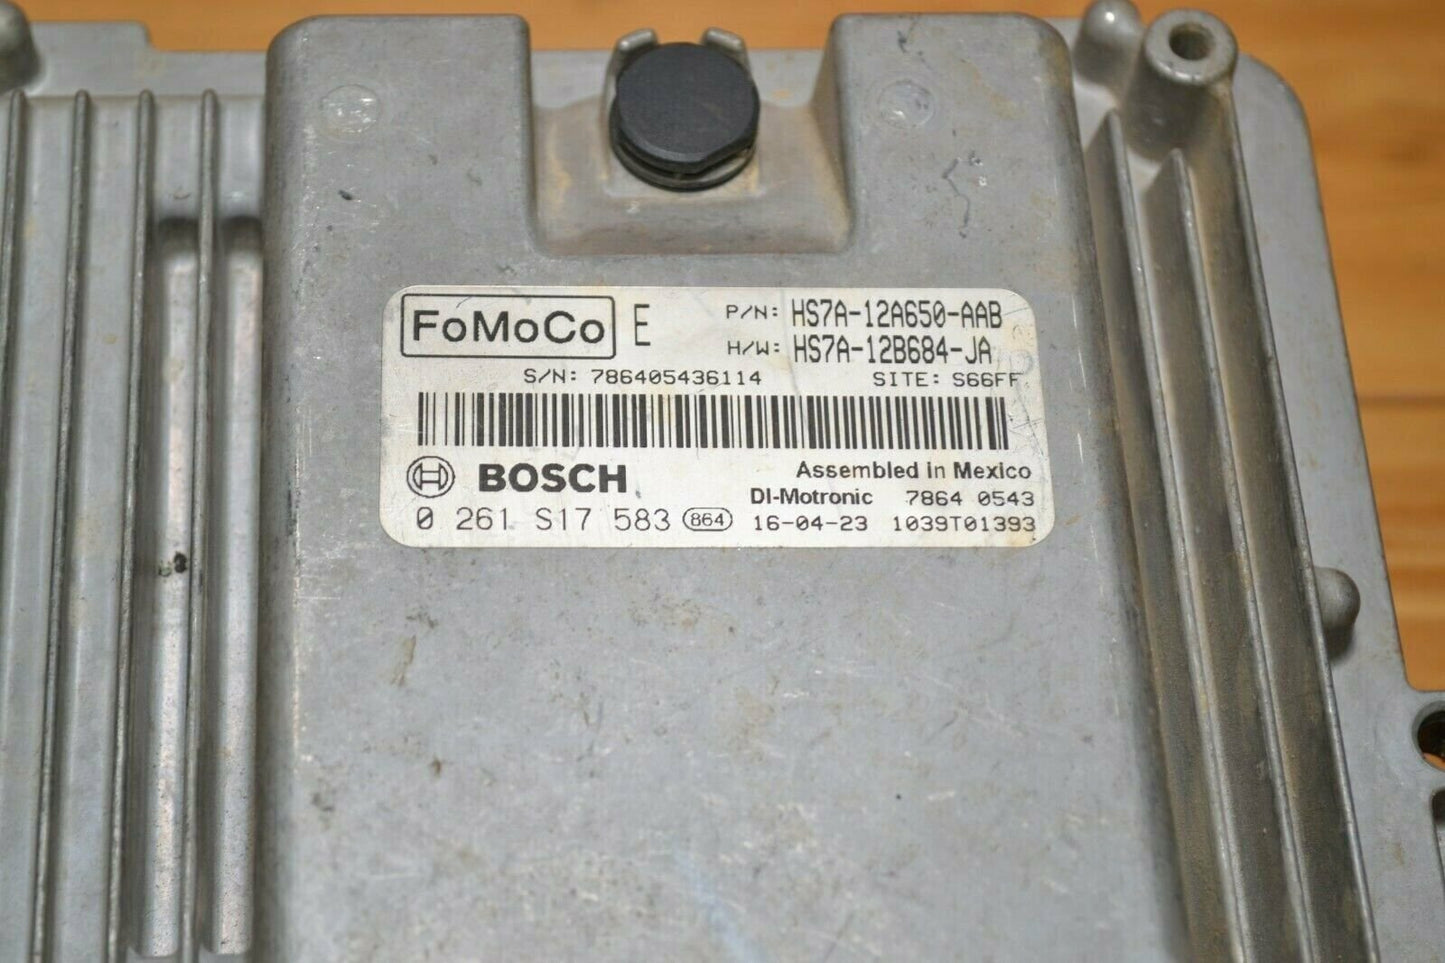 FoMoCo E P/N: HS7A-12A650-AAB
H/W: HS7A-12B684-JA
S/N: 786405436114 SITE: S66FF
BOSCH Assembled in Mexico
DI-Motronic 7864 0543
0 261 S17 583 864 16-04-23 1039T01393